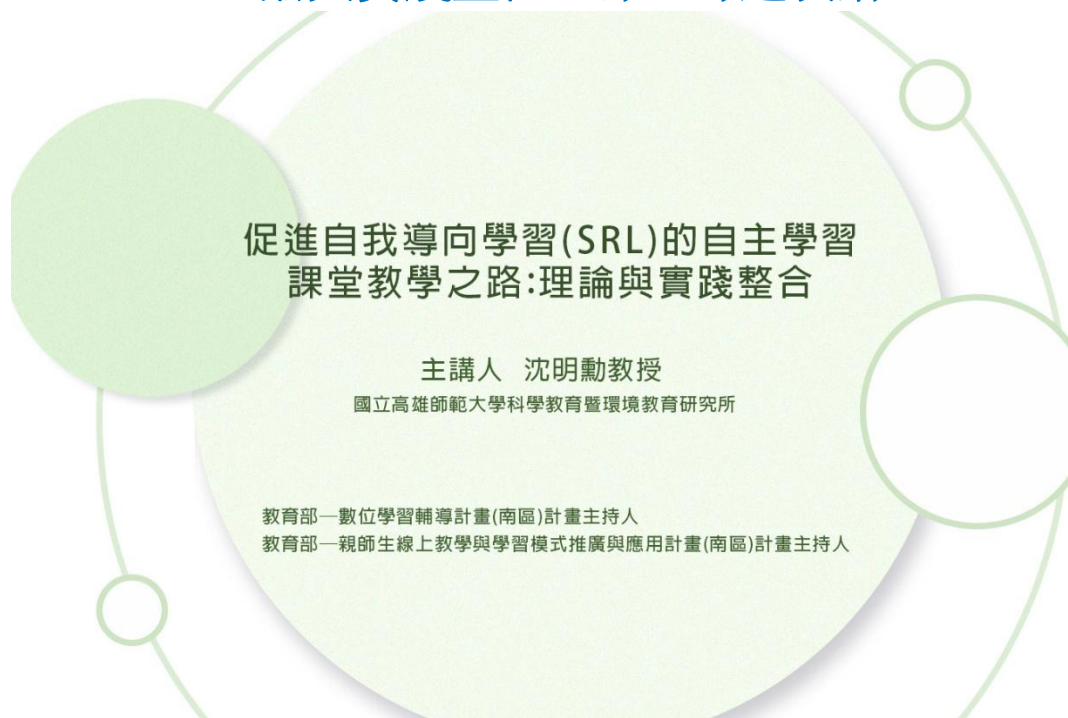 促進自我導向學習(SRL)的自主學習
課堂教學之路:理論與實踐整合
主講人 沈明勳教授
國立高雄師範大學科學教育暨環境教育研究所
教育部—數位學習輔導計畫(南區)計畫主持人
教育部—親師生線上教學與學習模式推廣與應用計畫(南區)計畫主持人